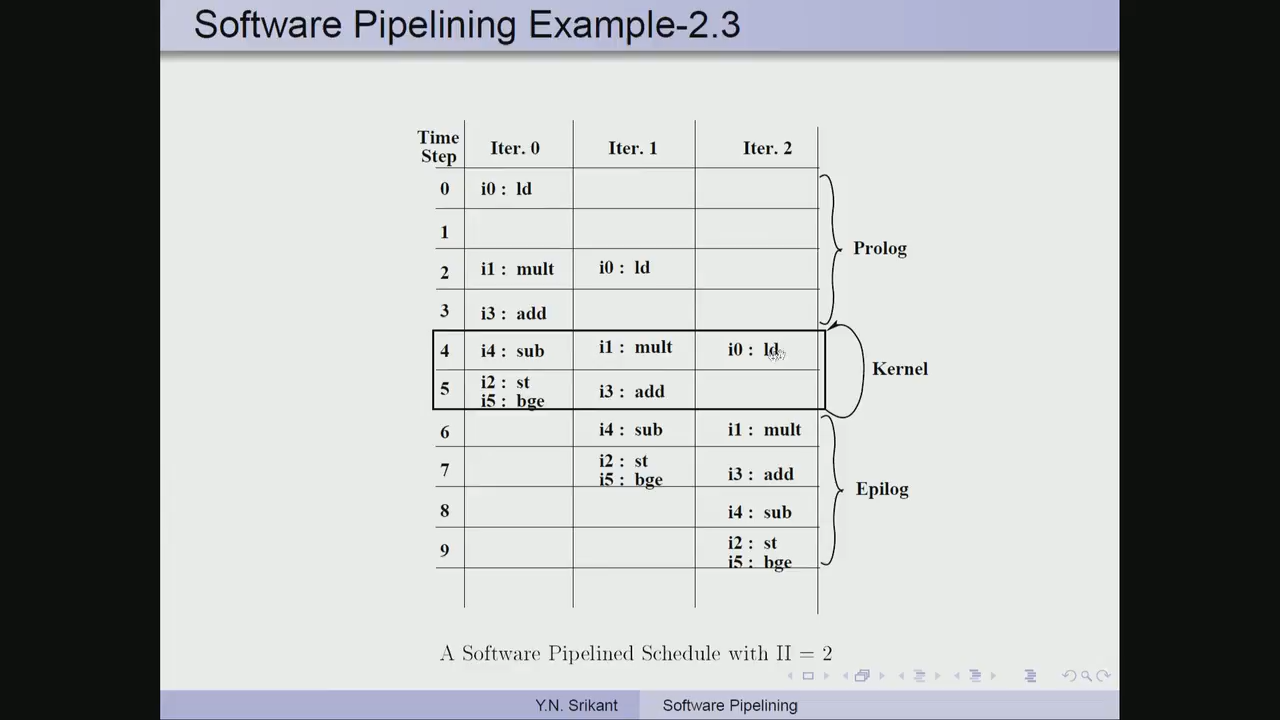 Software Pipelining Example-2.3
Time Step Iter. 0 Iter. 1 Iter. 2
0 i0 : ld
1
2 i1 : mult i0 : ld
3 i3 : add
Prolog
4 i4 : sub i1 : mult i0 : ld
5 i2 : st i5 : bge i3 : add
Kernel
6 i4 : sub i1 : mult
7 i2 : st i5 : bge i3 : add
8 i4 : sub
9 i2 : st i5 : bge
Epilog
A Software Pipelined Schedule with II = 2
Y.N. Srikant Software Pipelining